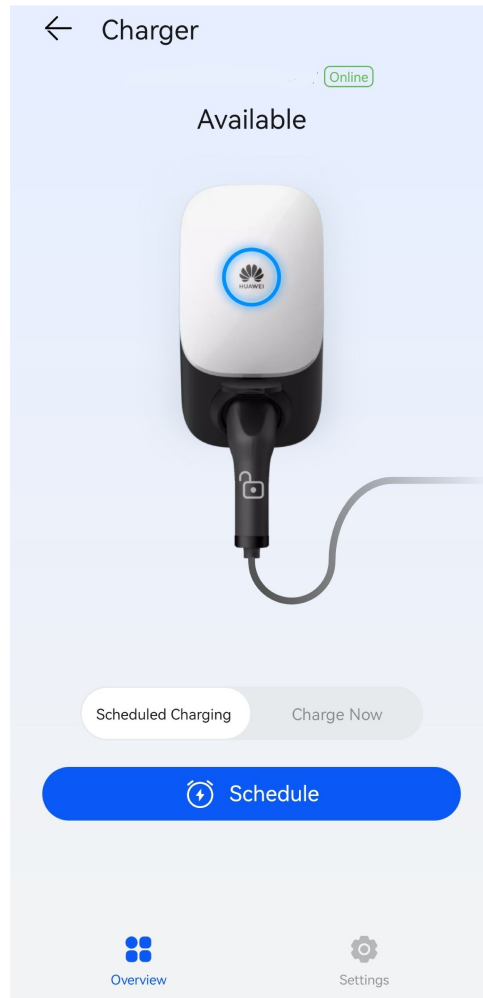 Charger
Online
Available
HUAWEI
Scheduled Charging
Charge Now
Schedule
Overview
Settings